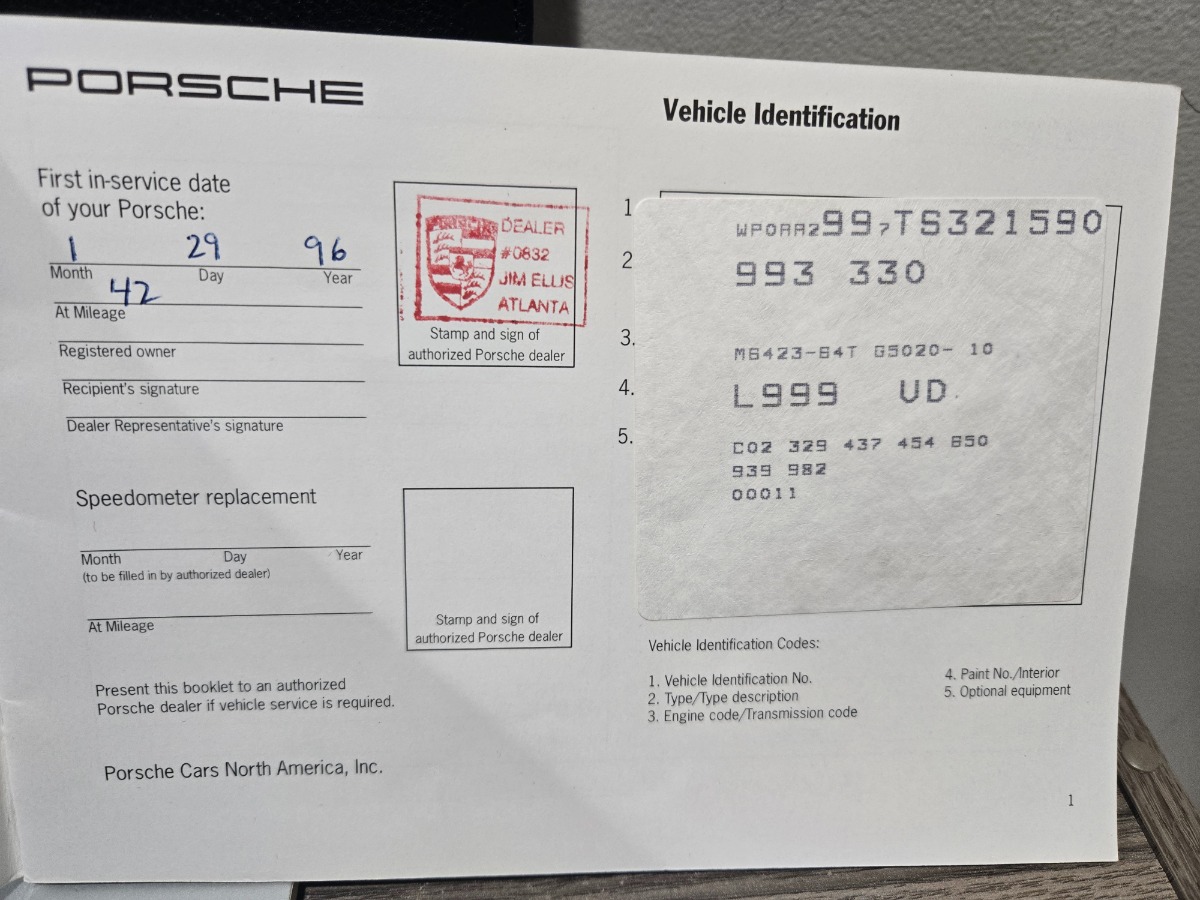 PORSCHE
First in-service date
of your Porsche:
1 29 96
Month Day Year
42
At Mileage
Registered owner
Recipient's signature
Dealer Representative's signature
DEALER
#0832
JIM ELLIS
ATLANTA
Stamp and sign of
authorized Porsche dealer
Speedometer replacement
Month Day Year
(to be filled in by authorized dealer)
At Mileage
Stamp and sign of
authorized Porsche dealer
Present this booklet to an authorized
Porsche dealer if vehicle service is required.
Porsche Cars North America, Inc.
Vehicle Identification
1 WP0AA2997TS321590
2 993 330
3. M6423-64T G5020- 10
4. L999 UD.
5. C02 329 437 454 650
939 982
00011
Vehicle Identification Codes:
1. Vehicle Identification No.
2. Type/Type description
3. Engine code/Transmission code
4. Paint No./Interior
5. Optional equipment
1